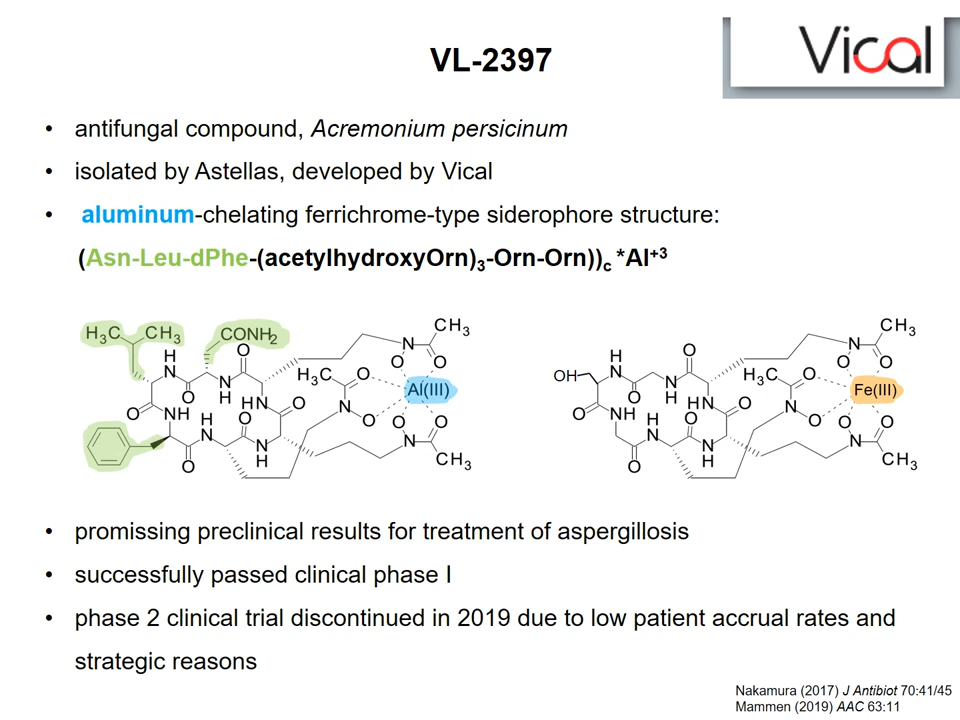 Vical
VL-2397
• antifungal compound, Acremonium persicinum
• isolated by Astellas, developed by Vical
• aluminum-chelating ferrichrome-type siderophore structure:
(Asn-Leu-dPhe-(acetylhydroxyOrn)₃-Orn-Orn))c *Al⁺³
H₃C CH₃ CONH₂ CH₃
H O N
N O O
O N H₃C O Al(III)
H
O HN O
NH N O O
H O N
N N
O H CH₃
CH₃
H O N
OH N O O
O N H₃C O Fe(III)
H
O HN O
NH N O O
H O N
N N
O H CH₃
• promissing preclinical results for treatment of aspergillosis
• successfully passed clinical phase I
• phase 2 clinical trial discontinued in 2019 due to low patient accrual rates and
strategic reasons
Nakamura (2017) J Antibiot 70:41/45
Mammen (2019) AAC 63:11